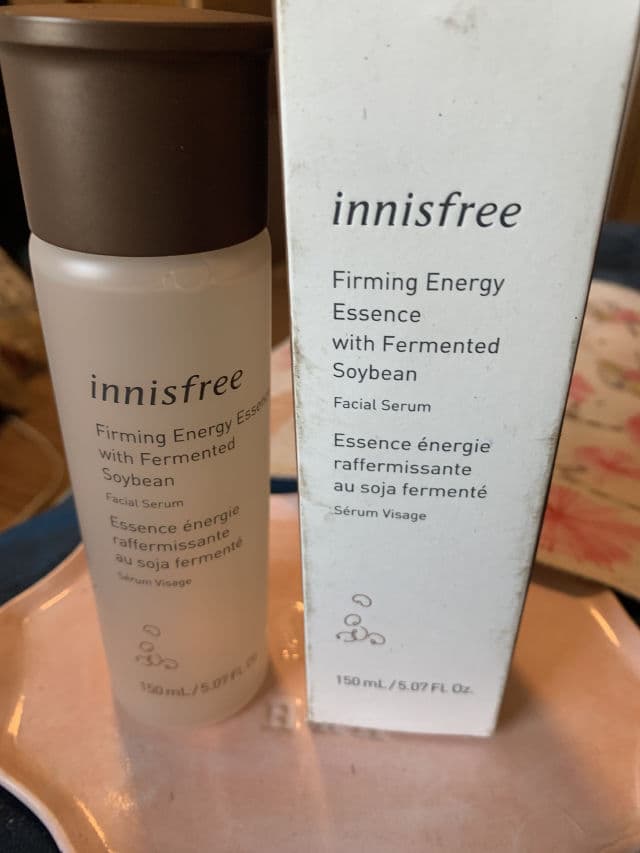 innisfree
Firming Energy Essence
with Fermented
Soybean
Facial Serum
Essence énergie
raffermissante
au soja fermenté
Sérum Visage
150 mL/5.07 FL Oz
innisfree
Firming Energy
Essence
with Fermented
Soybean
Facial Serum
Essence énergie
raffermissante
au soja fermenté
Sérum Visage
150 mL/5.07 FL Oz.